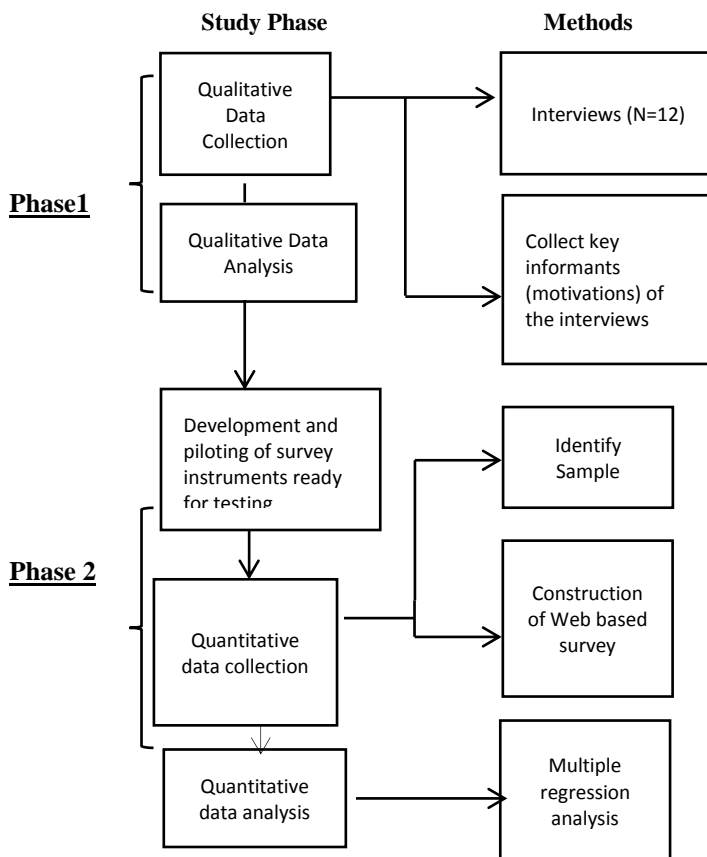 Study Phase
Methods
Qualitative
Data
Collection
Interviews (N=12)
Phase1
Qualitative Data
Analysis
Collect key
informants
(motivations) of
the interviews
Development and
piloting of survey
instruments ready
for testing
Identify
Sample
Phase 2
Quantitative
data collection
Construction
of Web based
survey
Quantitative
data analysis
Multiple
regression
analysis